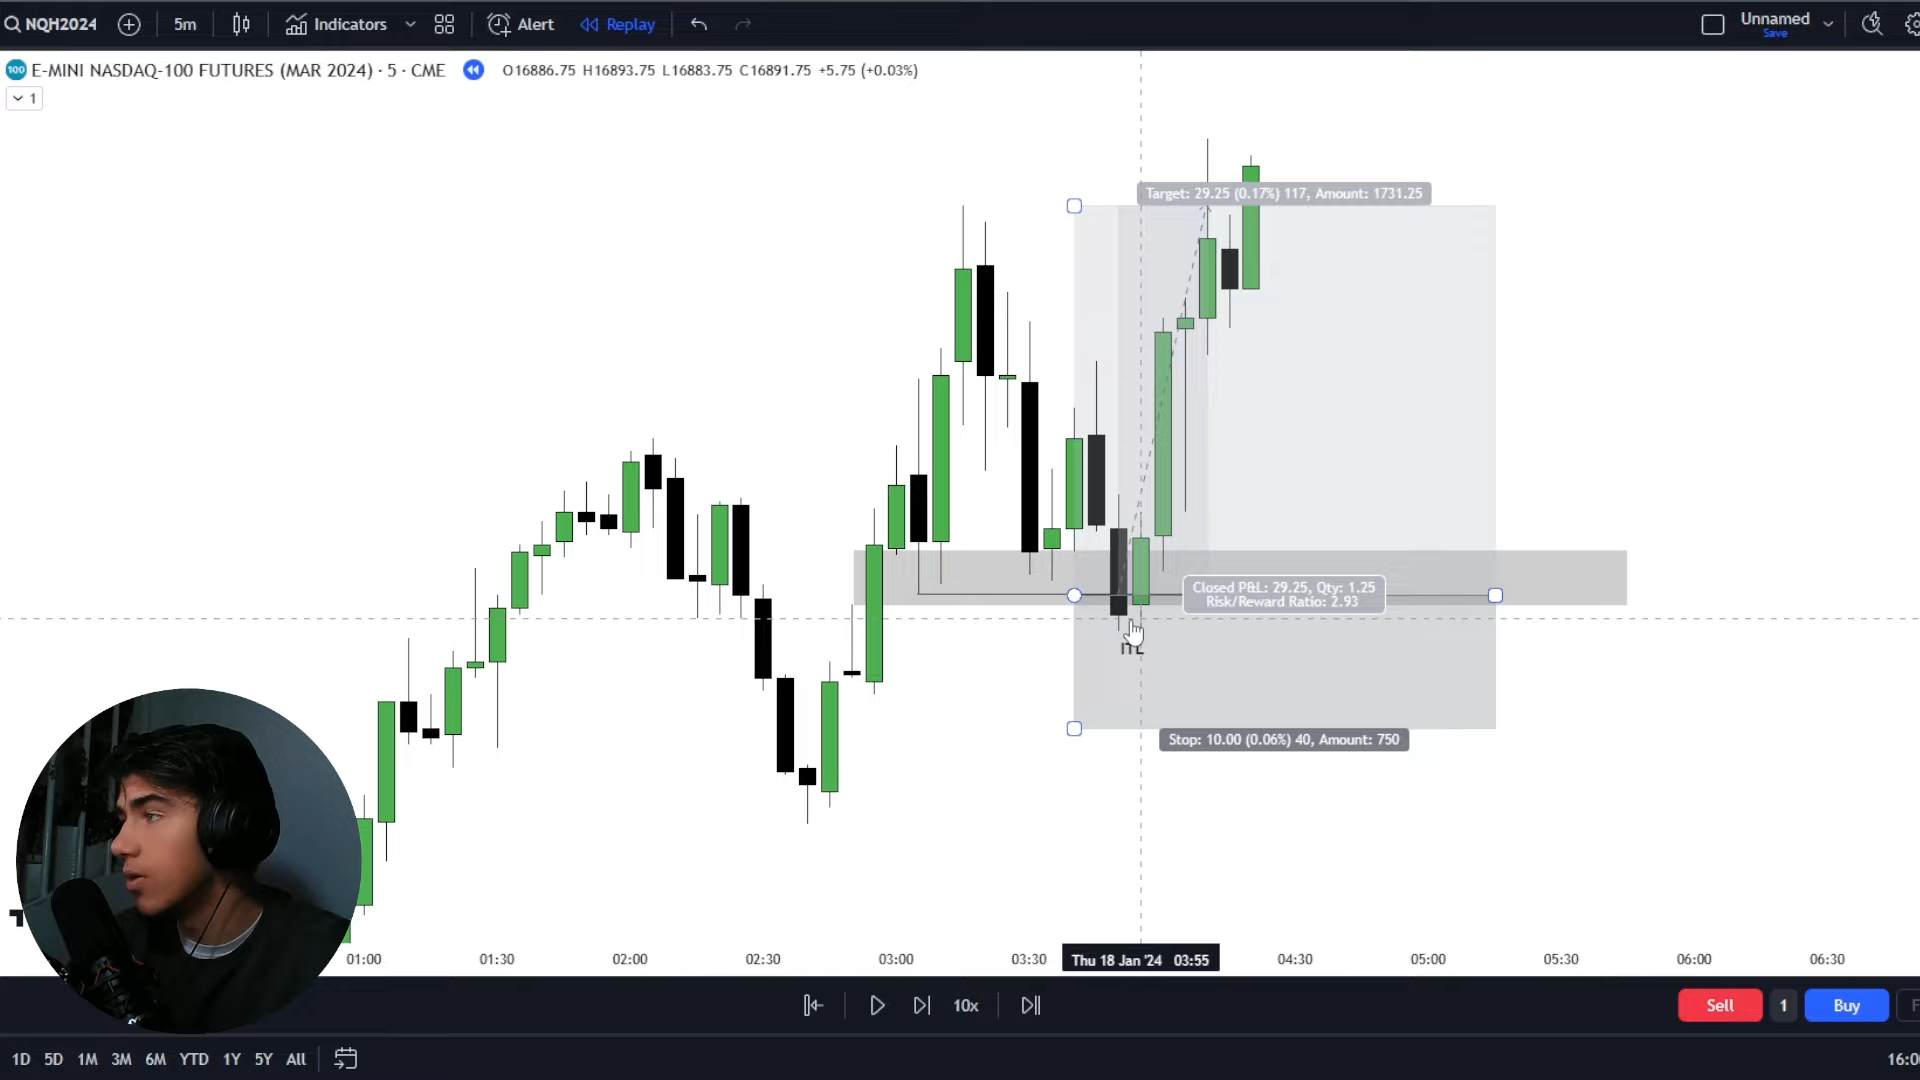 NQH2024
5m
Indicators
Alert
Replay
Unnamed
Save
100
E-MINI NASDAQ-100 FUTURES (MAR 2024) · 5 · CME
O16886.75 H16893.75 L16883.75 C16891.75 +5.75 (+0.03%)
1
Target: 29.25 (0.17%) 117, Amount: 1731.25
Closed P&L: 29.25, Qty: 1.25
Risk/Reward Ratio: 2.93
ITL
Stop: 10.00 (0.06%) 40, Amount: 750
01:00
01:30
02:00
02:30
03:00
03:30
Thu 18 Jan '24 03:55
04:30
05:00
05:30
06:00
06:30
10x
Sell
1
Buy
1D 5D 1M 3M 6M YTD 1Y 5Y All